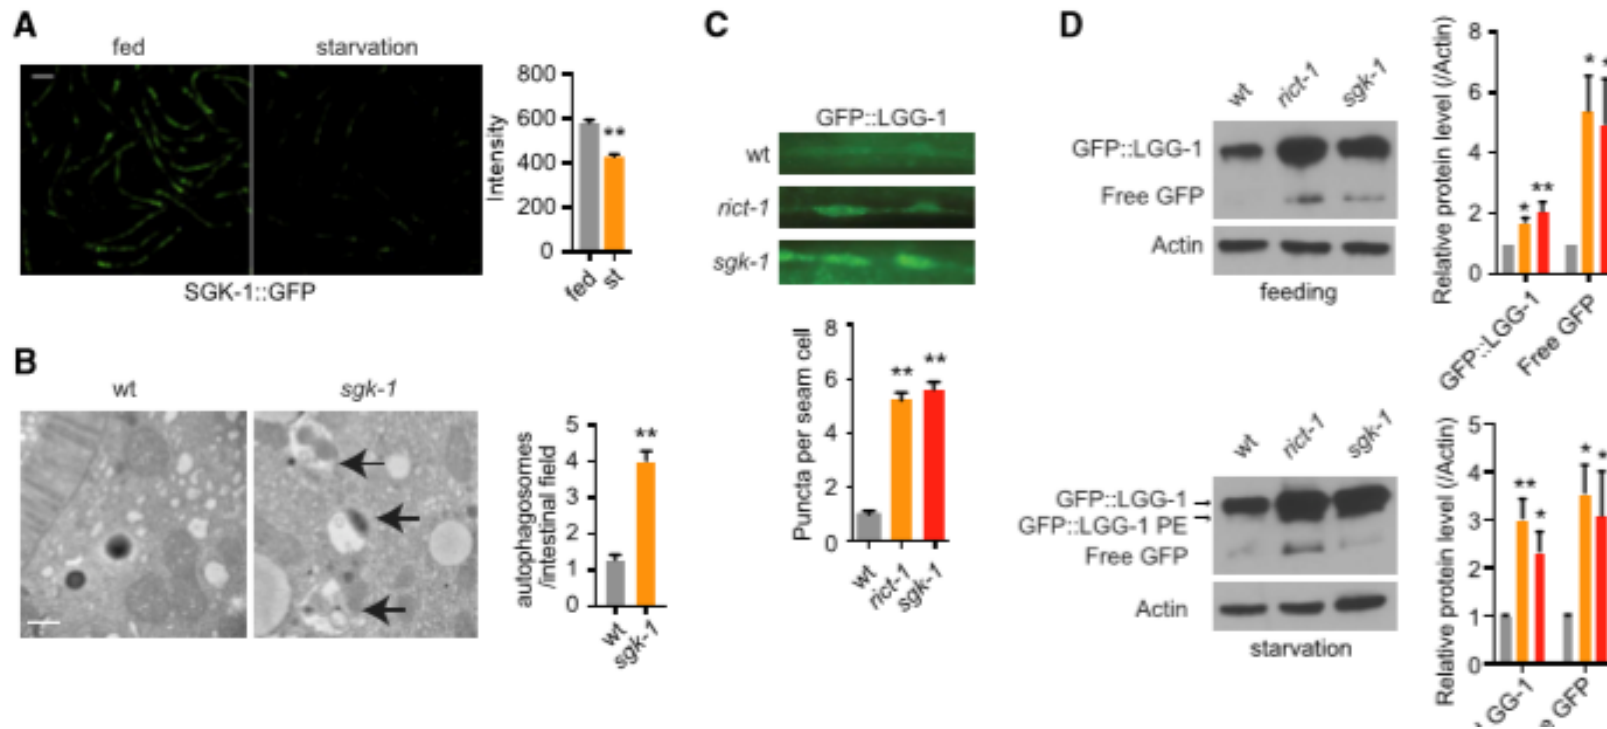 A
fed
starvation
SGK-1::GFP
Intensity
800
600
400
200
0
**
fed
st
B
wt
sgk-1
autophagosomes
/intestinal field
5
4
3
2
1
0
**
wt
sgk-1
C
GFP::LGG-1
wt
rict-1
sgk-1
Puncta per seam cell
8
6
4
2
0
**
**
wt
rict-1
sgk-1
D
wt
rict-1
sgk-1
GFP::LGG-1
Free GFP
Actin
feeding
Relative protein level (/Actin)
8
6
4
2
0
*
**
*
*
GFP::LGG-1
Free GFP
wt
rict-1
sgk-1
GFP::LGG-1
GFP::LGG-1 PE
Free GFP
Actin
starvation
Relative protein level (/Actin)
5
4
3
2
1
0
**
*
*
*
GG-1
GFP